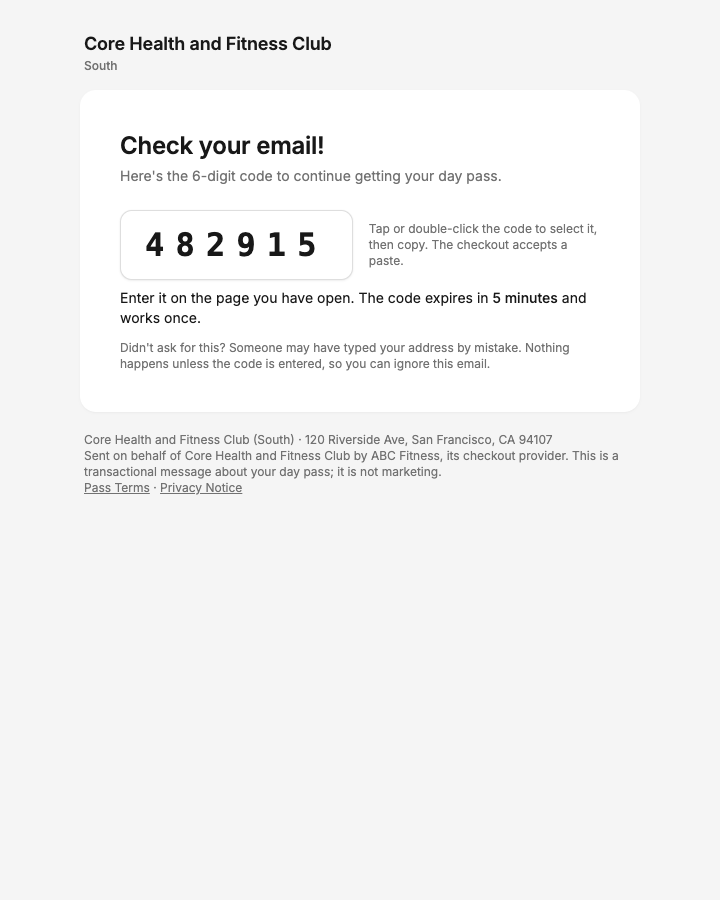 Core Health and Fitness Club
South
Check your email!
Here's the 6-digit code to continue getting your day pass.
482915
Tap or double-click the code to select it,
then copy. The checkout accepts a
paste.
Enter it on the page you have open. The code expires in 5 minutes and
works once.
Didn't ask for this? Someone may have typed your address by mistake. Nothing
happens unless the code is entered, so you can ignore this email.
Core Health and Fitness Club (South) · 120 Riverside Ave, San Francisco, CA 94107
Sent on behalf of Core Health and Fitness Club by ABC Fitness, its checkout provider. This is a
transactional message about your day pass; it is not marketing.
Pass Terms · Privacy Notice